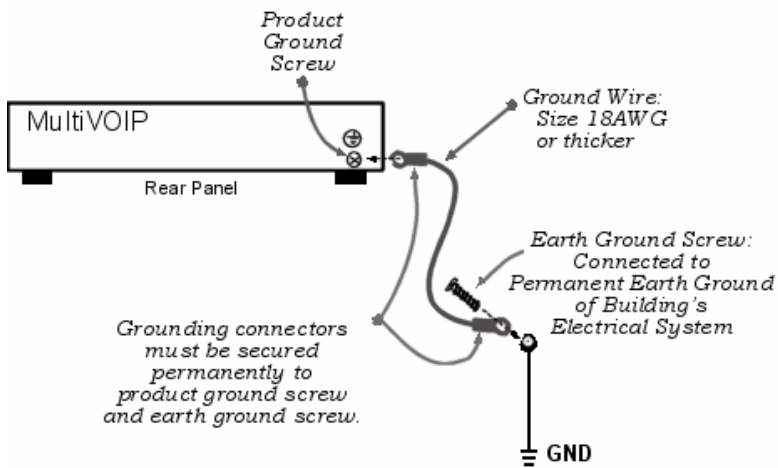 Product
Ground
Screw
MultiVOIP
Rear Panel
Ground Wire:
Size 18AWG
or thicker
Earth Ground Screw:
Connected to
Permanent Earth Ground
of Building's
Electrical System
Grounding connectors
must be secured
permanently to
product ground screw
and earth ground screw.
GND